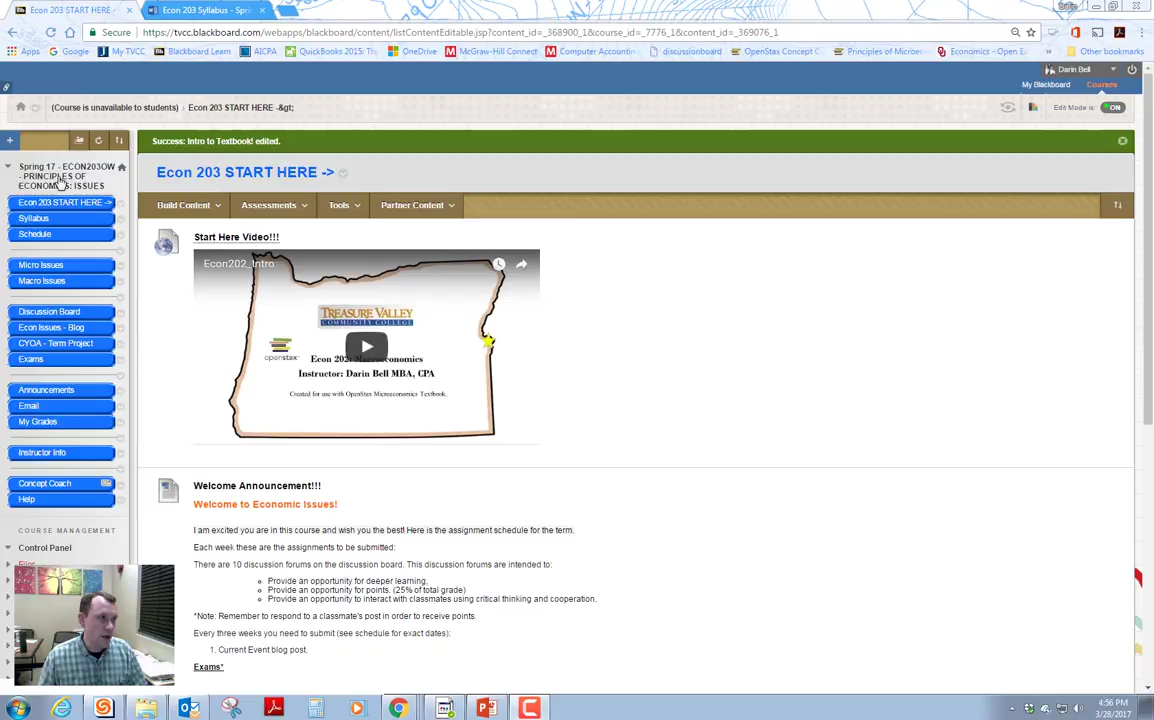 Econ 203 START HERE -
Econ 203 Syllabus - Spri
Secure
https://tvcc.blackboard.com/webapps/blackboard/content/listContentEditable.jsp?content_id=_368900_1&course_id=_7776_1&content_id=_369076_1
Apps
Google
My TVCC
Blackboard Learn
AICPA
QuickBooks 2015: Th
OneDrive
McGraw-Hill Connect
Computer Accountin
discussionboard
OpenStax Concept C
Principles of Microec
Economics - Open E
Other bookmarks
Darin Bell
My Blackboard
Courses
(Course is unavailable to students)
Econ 203 START HERE -&gt;
Edit Mode is:
ON
Success: Intro to Textbook! edited.
Spring 17 - ECON203OW
- PRINCIPLES OF
ECONOMICS: ISSUES
Econ 203 START HERE ->
Syllabus
Schedule
Micro Issues
Macro Issues
Discussion Board
Econ Issues - Blog
CYOA - Term Project
Exams
Announcements
Email
My Grades
Instructor Info
Concept Coach
Help
COURSE MANAGEMENT
Control Panel
Files
Econ 203 START HERE ->
Build Content
Assessments
Tools
Partner Content
Start Here Video!!!
Econ202_Intro
TREASURE VALLEY
COMMUNITY COLLEGE
openstax
Econ 202: Macroeconomics
Instructor: Darin Bell MBA, CPA
Created for use with OpenStax Microeconomics Textbook.
Welcome Announcement!!!
Welcome to Economic Issues!
I am excited you are in this course and wish you the best! Here is the assignment schedule for the term.
Each week these are the assignments to be submitted:
There are 10 discussion forums on the discussion board. This discussion forums are intended to:
Provide an opportunity for deeper learning,
Provide an opportunity for points. (25% of total grade)
Provide an opportunity to interact with classmates using critical thinking and cooperation.
*Note: Remember to respond to a classmate's post in order to receive points.
Every three weeks you need to submit (see schedule for exact dates):
1. Current Event blog post.
Exams*
4:56 PM
3/28/2017